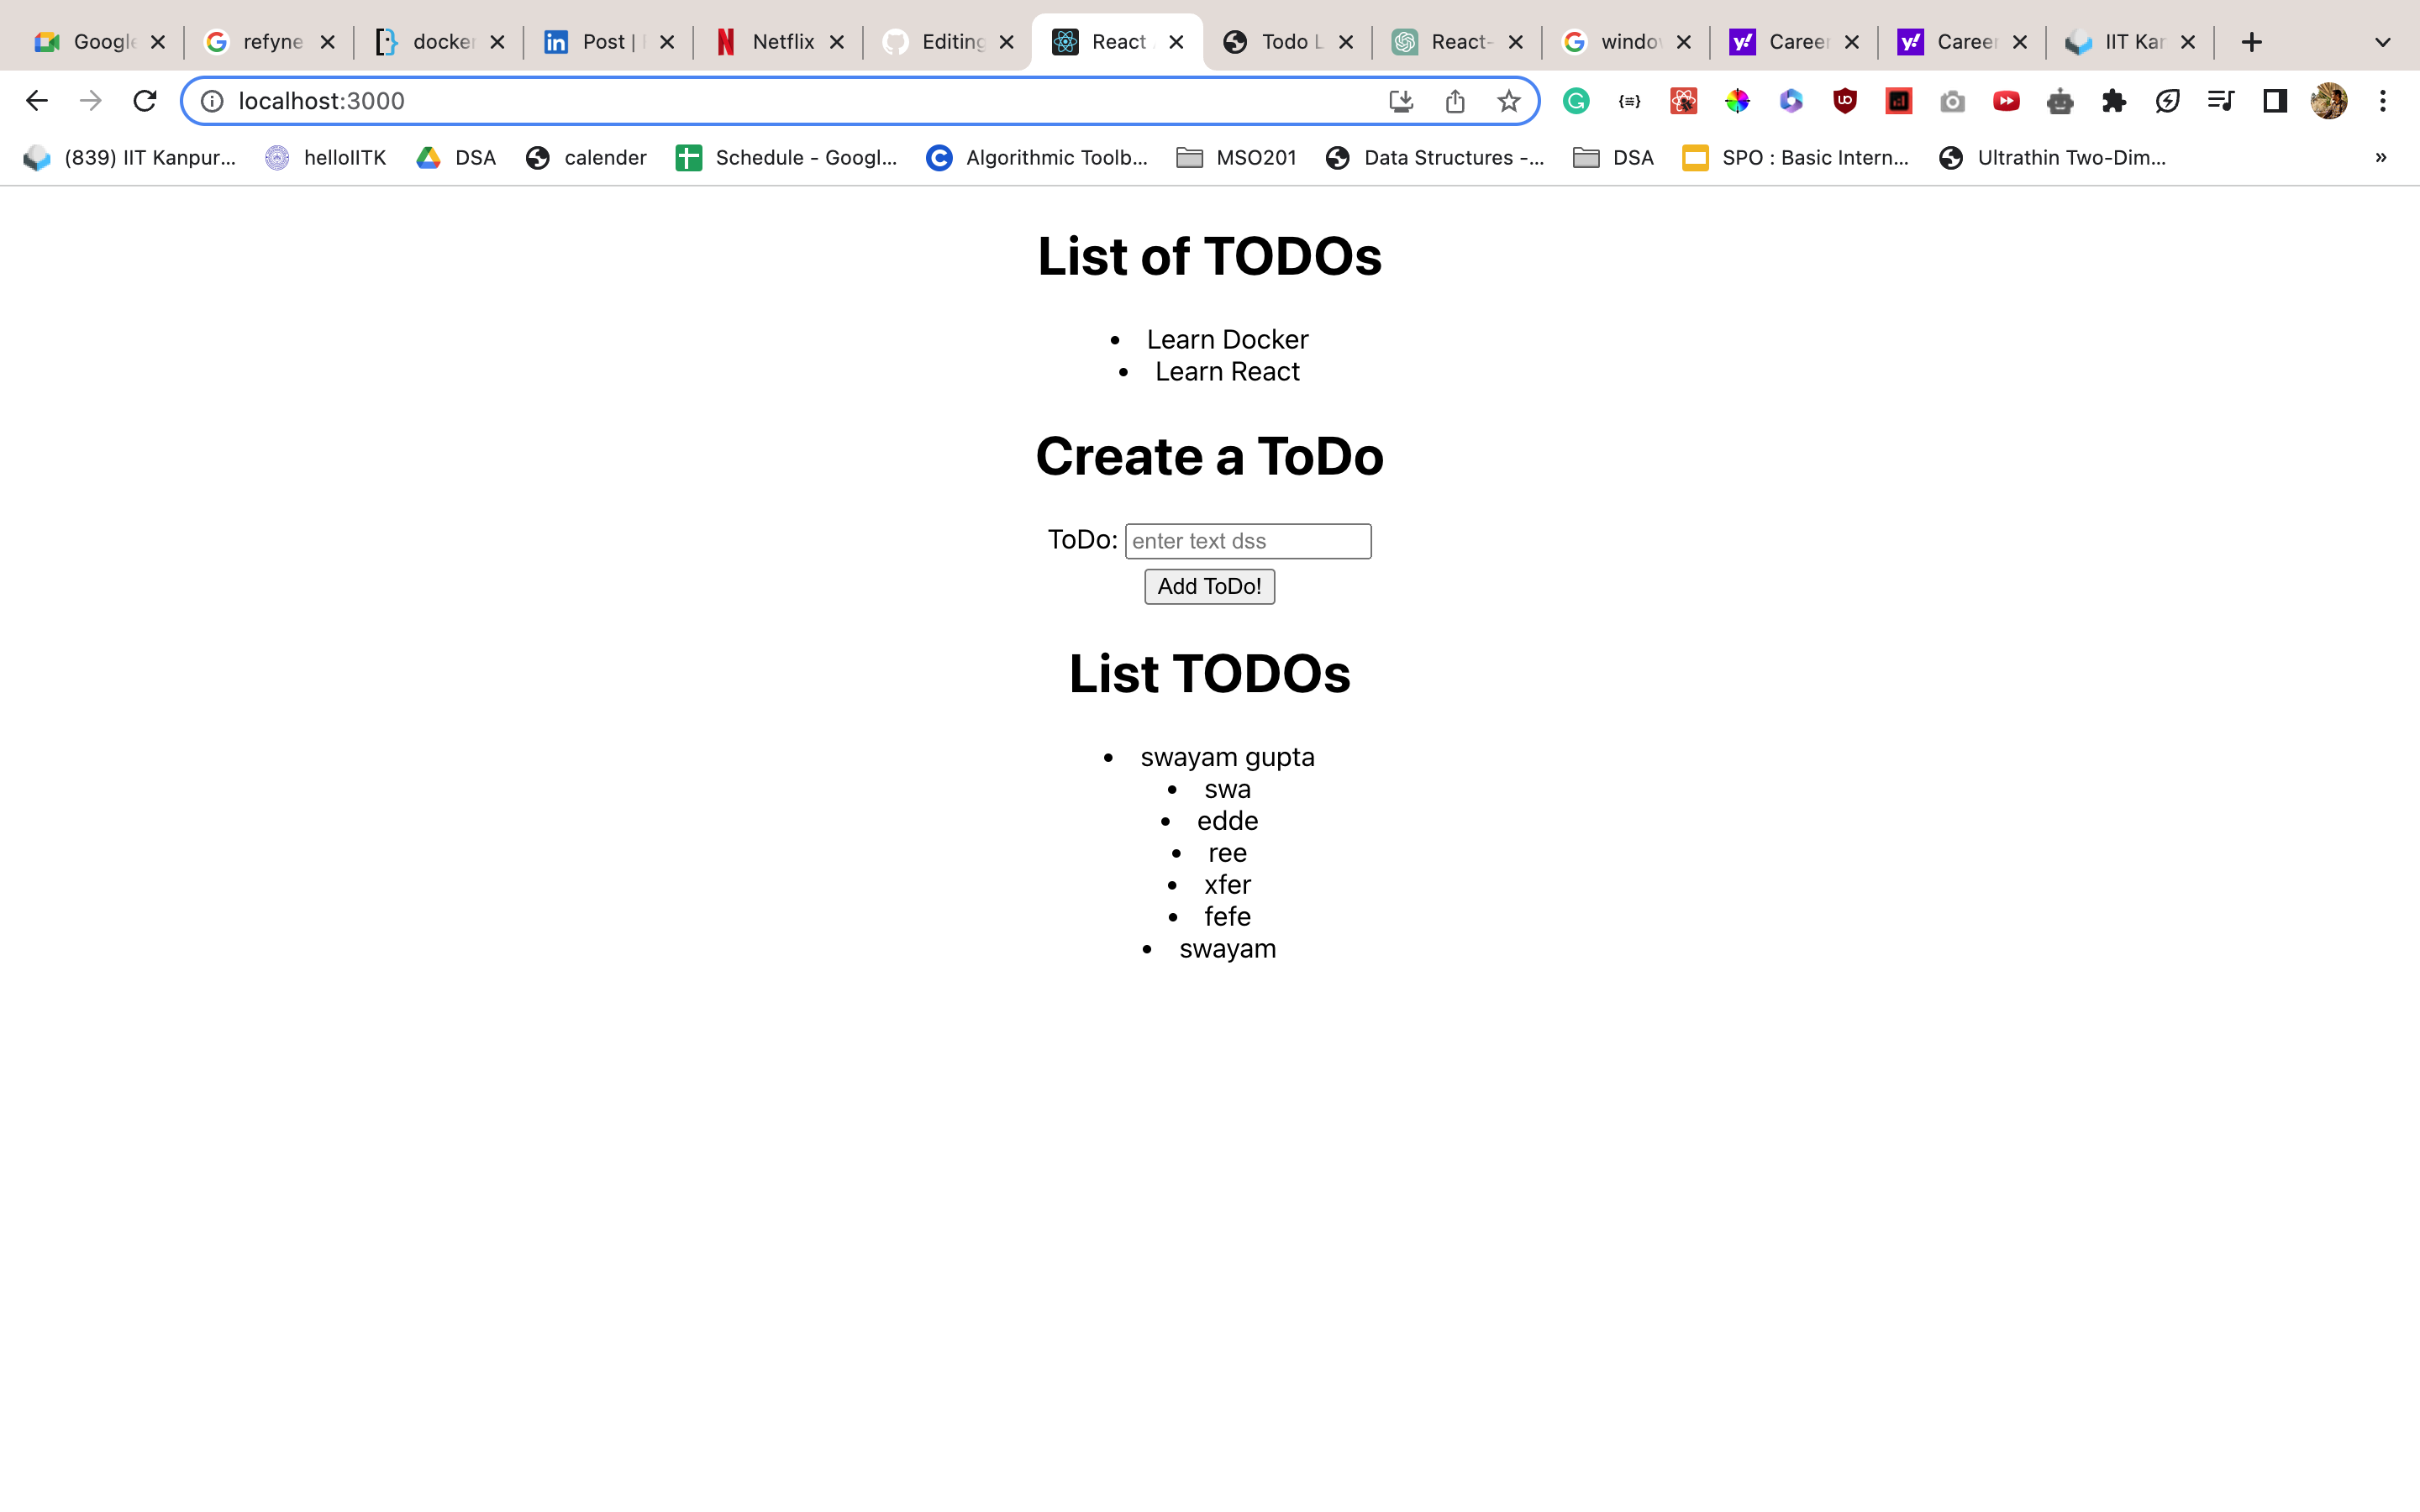 Google
refyne
docker
Post |
Netflix
Editing
React
Todo L
React-
window
Career
Career
IIT Kan
localhost:3000
(839) IIT Kanpur...
helloIITK
DSA
calender
Schedule - Googl...
Algorithmic Toolb...
MSO201
Data Structures -...
DSA
SPO : Basic Intern...
Ultrathin Two-Dim...
»
List of TODOs
• Learn Docker
• Learn React
Create a ToDo
ToDo: enter text dss
Add ToDo!
List TODOs
• swayam gupta
• swa
• edde
• ree
• xfer
• fefe
• swayam